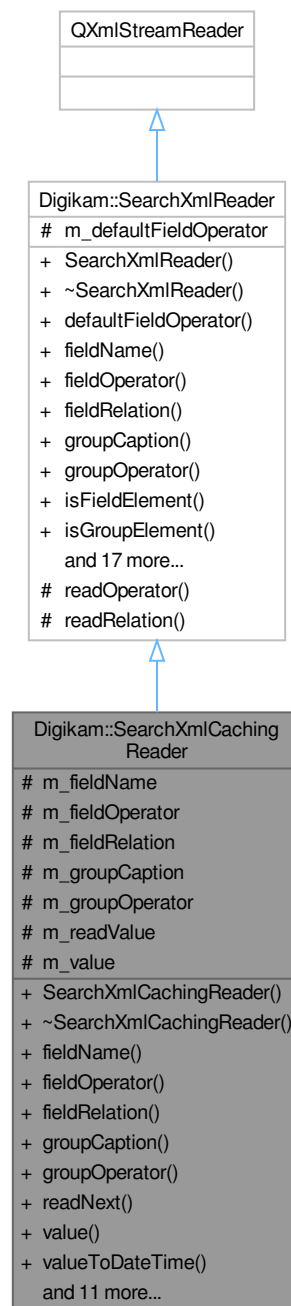 QXmlStreamReader
Digikam::SearchXmlReader
# m_defaultFieldOperator
+ SearchXmlReader()
+ ~SearchXmlReader()
+ defaultFieldOperator()
+ fieldName()
+ fieldOperator()
+ fieldRelation()
+ groupCaption()
+ groupOperator()
+ isFieldElement()
+ isGroupElement()
and 17 more...
# readOperator()
# readRelation()
Digikam::SearchXmlCaching
Reader
# m_fieldName
# m_fieldOperator
# m_fieldRelation
# m_groupCaption
# m_groupOperator
# m_readValue
# m_value
+ SearchXmlCachingReader()
+ ~SearchXmlCachingReader()
+ fieldName()
+ fieldOperator()
+ fieldRelation()
+ groupCaption()
+ groupOperator()
+ readNext()
+ value()
+ valueToDateTime()
and 11 more...